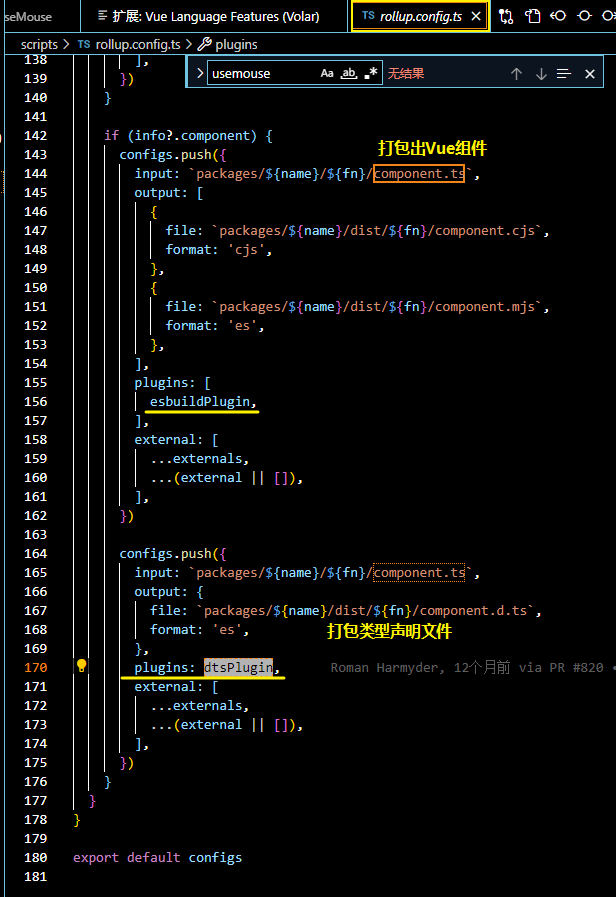 seMouse 扩展: Vue Language Features (Volar) TS rollup.config.ts
scripts > TS rollup.config.ts > plugins
usemouse Aa ab, .* 无结果
138 ],
139 })
140 }
141
142 if (info?.component) {
143 configs.push({
打包出Vue组件
144 input: `packages/${name}/${fn}/component.ts`,
145 output: [
146 {
147 file: `packages/${name}/dist/${fn}/component.cjs`,
148 format: 'cjs',
149 },
150 {
151 file: `packages/${name}/dist/${fn}/component.mjs`,
152 format: 'es',
153 },
154 ],
155 plugins: [
156 esbuildPlugin,
157 ],
158 external: [
159 ...externals,
160 ...(external || []),
161 ],
162 })
163
164 configs.push({
165 input: `packages/${name}/${fn}/component.ts`,
166 output: {
167 file: `packages/${name}/dist/${fn}/component.d.ts`,
168 format: 'es', 打包类型声明文件
169 },
170 plugins: dtsPlugin, Roman Harmyder, 12个月前 via PR #820 •
171 external: [
172 ...externals,
173 ...(external || []),
174 ],
175 })
176 }
177 }
178 }
179
180 export default configs
181